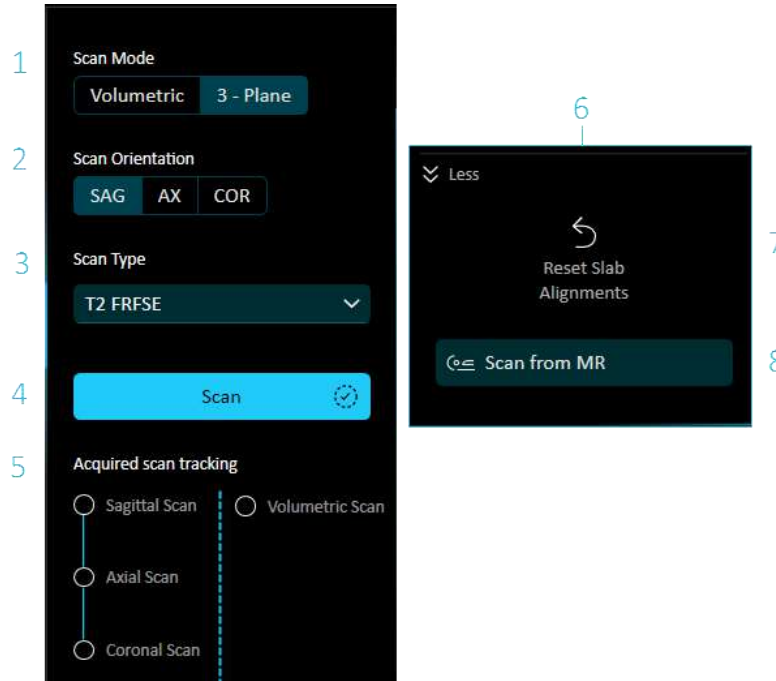 1
Scan Mode
Volumetric 3 - Plane
2
Scan Orientation
SAG AX COR
3
Scan Type
T2 FRFSE
4
Scan
5
Acquired scan tracking
Sagittal Scan Volumetric Scan
Axial Scan
Coronal Scan
6
Less
7
Reset Slab
Alignments
8
Scan from MR